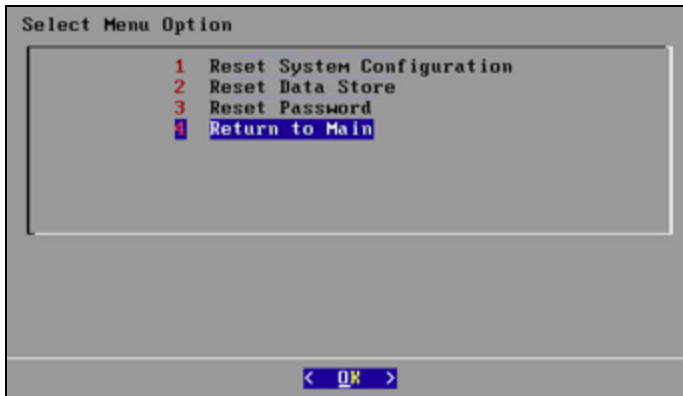 Select Menu Option
1 Reset System Configuration
2 Reset Data Store
3 Reset Password
4 Return to Main
< OK >